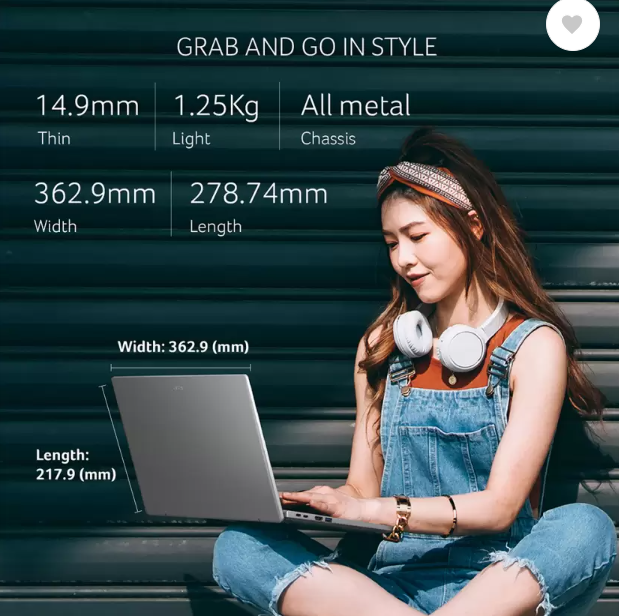 GRAB AND GO IN STYLE
14.9mm 1.25Kg All metal
Thin Light Chassis
362.9mm 278.74mm
Width Length
Width: 362.9 (mm)
Length:
217.9 (mm)